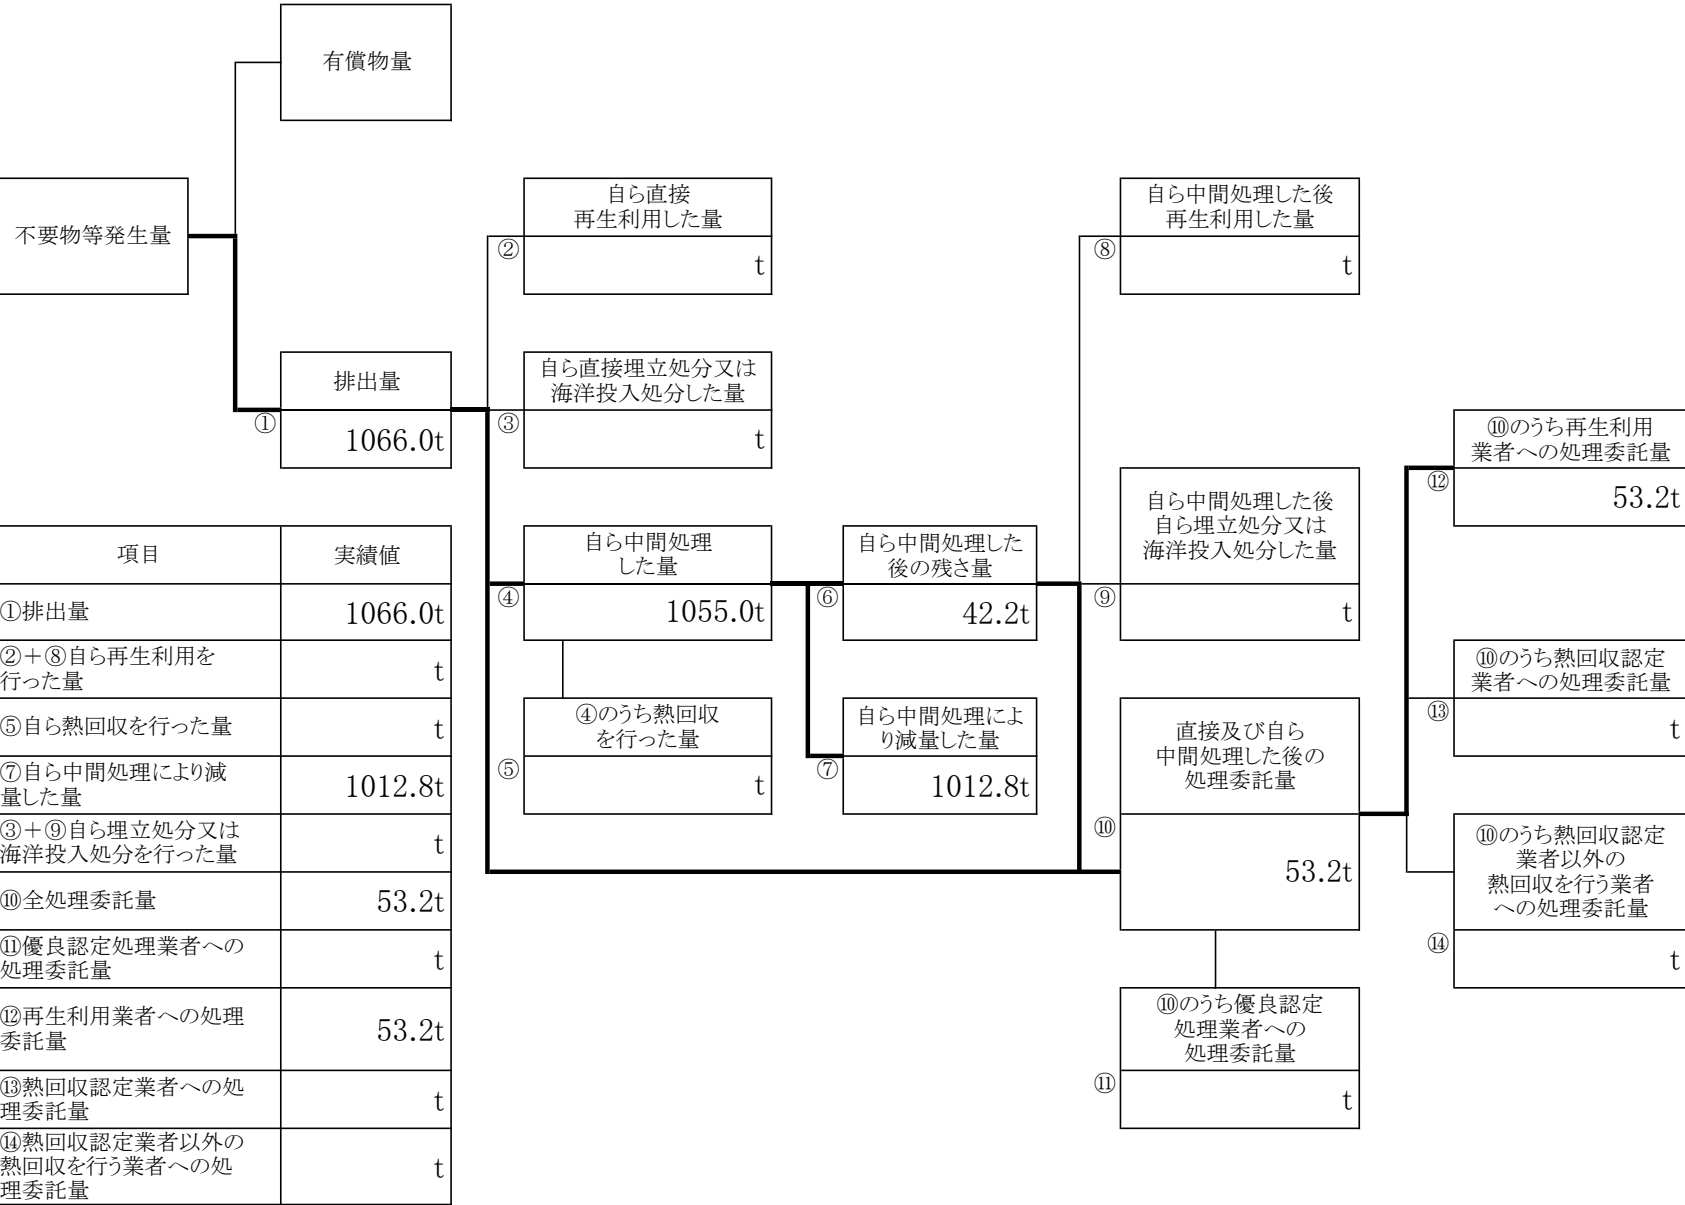 有償物量
不要物等発生量
自ら直接
再生利用した量
②
t
自ら中間処理した後
再生利用した量
⑧
t
排出量
①
1066.0t
自ら直接埋立処分又は
海洋投入処分した量
③
t
⑩のうち再生利用
業者への処理委託量
⑫
53.2t
自ら中間処理した後
自ら埋立処分又は
海洋投入処分した量
⑨
t
自ら中間処理
した量
④
1055.0t
自ら中間処理した
後の残さ量
⑥
42.2t
⑩のうち熱回収認定
業者への処理委託量
⑬
t
④のうち熱回収
を行った量
⑤
t
自ら中間処理によ
り減量した量
⑦
1012.8t
直接及び自ら
中間処理した後の
処理委託量
⑩
53.2t
⑩のうち熱回収認定
業者以外の
熱回収を行う業者
への処理委託量
⑭
t
⑩のうち優良認定
処理業者への
処理委託量
⑪
t
項目
実績値
①排出量
1066.0t
②＋⑧自ら再生利用を
行った量
t
⑤自ら熱回収を行った量
t
⑦自ら中間処理により減
量した量
1012.8t
③＋⑨自ら埋立処分又は
海洋投入処分を行った量
t
⑩全処理委託量
53.2t
⑪優良認定処理業者への
処理委託量
t
⑫再生利用業者への処理
委託量
53.2t
⑬熱回収認定業者への処
理委託量
t
⑭熱回収認定業者以外の
熱回収を行う業者への処
理委託量
t